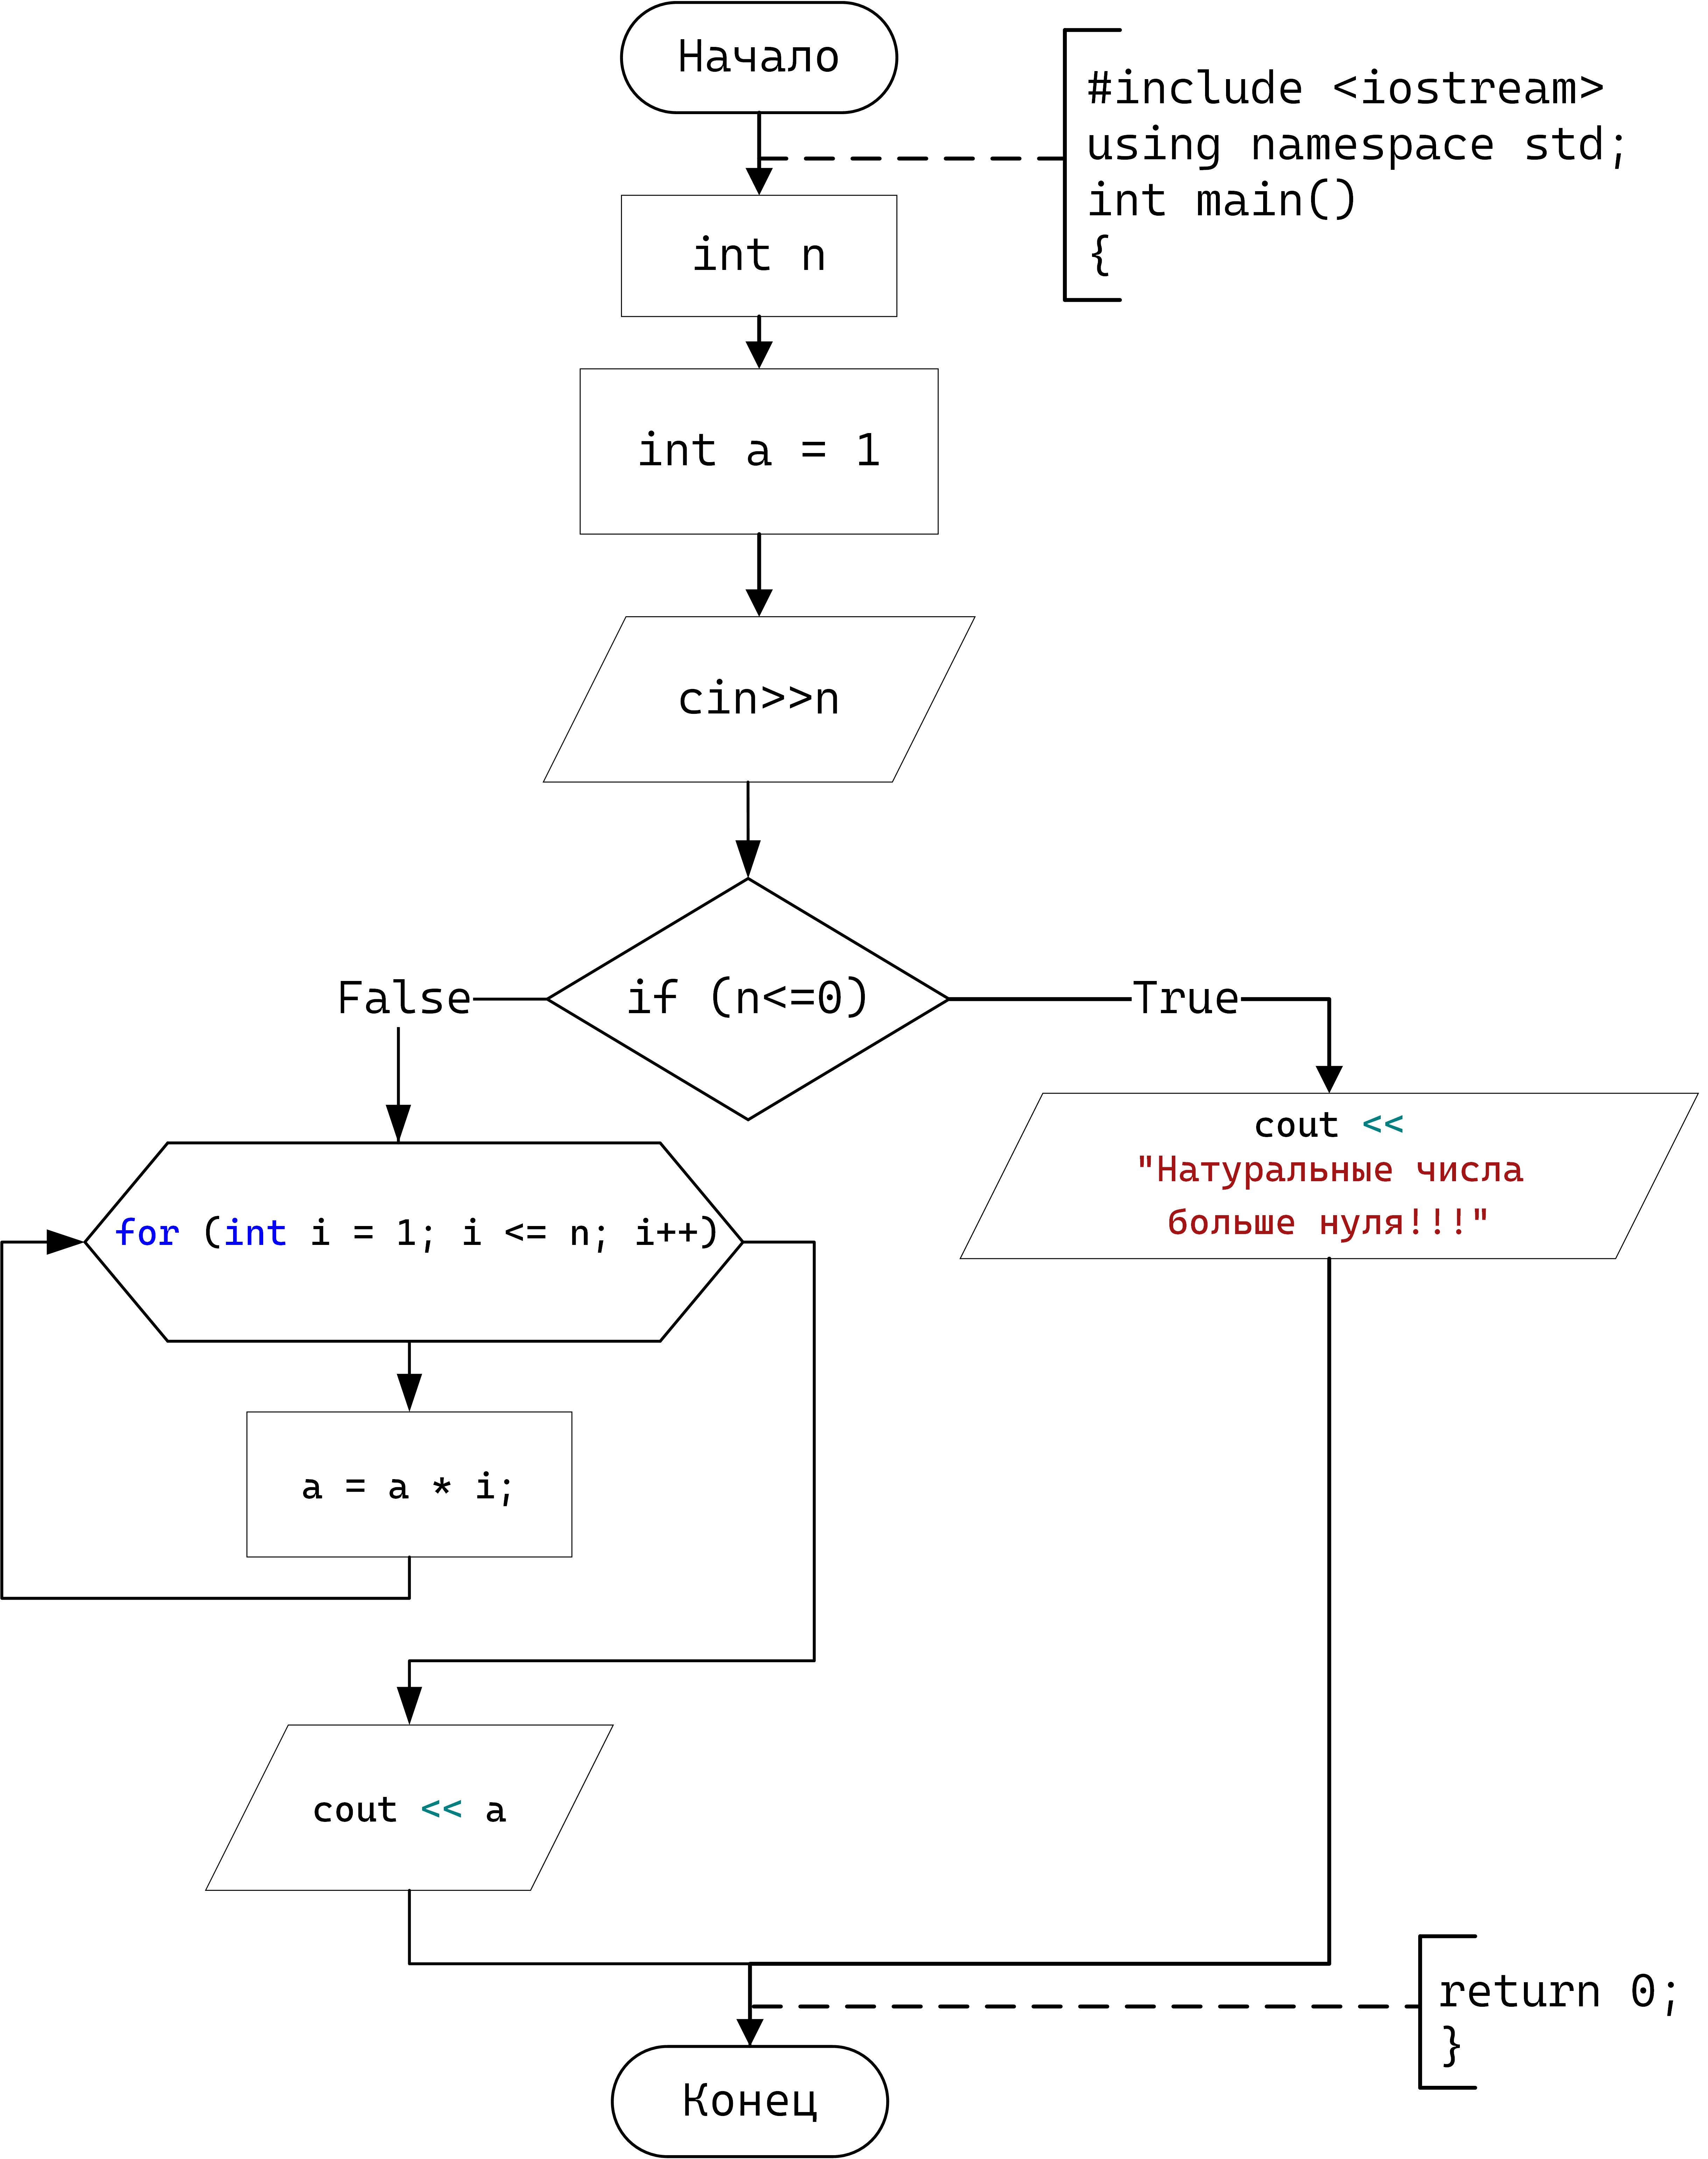 Начало
#include <iostream>
using namespace std;
int main()
{
int n
int a = 1
cin>>n
if (n<=0)
False
True
cout <<
"Натуральные числа
больше нуля!!!"
for (int i = 1; i <= n; i++)
a = a * i;
cout << a
return 0;
}
Конец